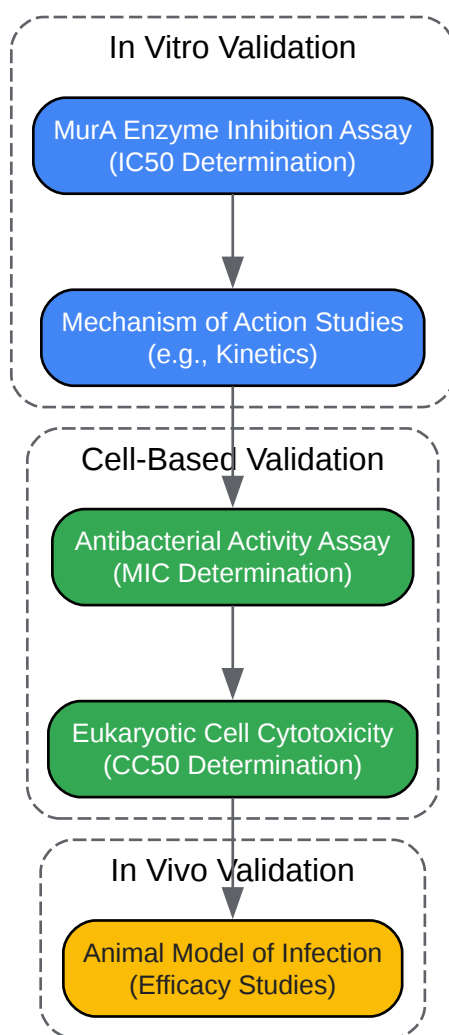 In Vitro Validation
MurA Enzyme Inhibition Assay
(IC50 Determination)
Mechanism of Action Studies
(e.g., Kinetics)
Cell-Based Validation
Antibacterial Activity Assay
(MIC Determination)
Eukaryotic Cell Cytotoxicity
(CC50 Determination)
In Vivo Validation
Animal Model of Infection
(Efficacy Studies)